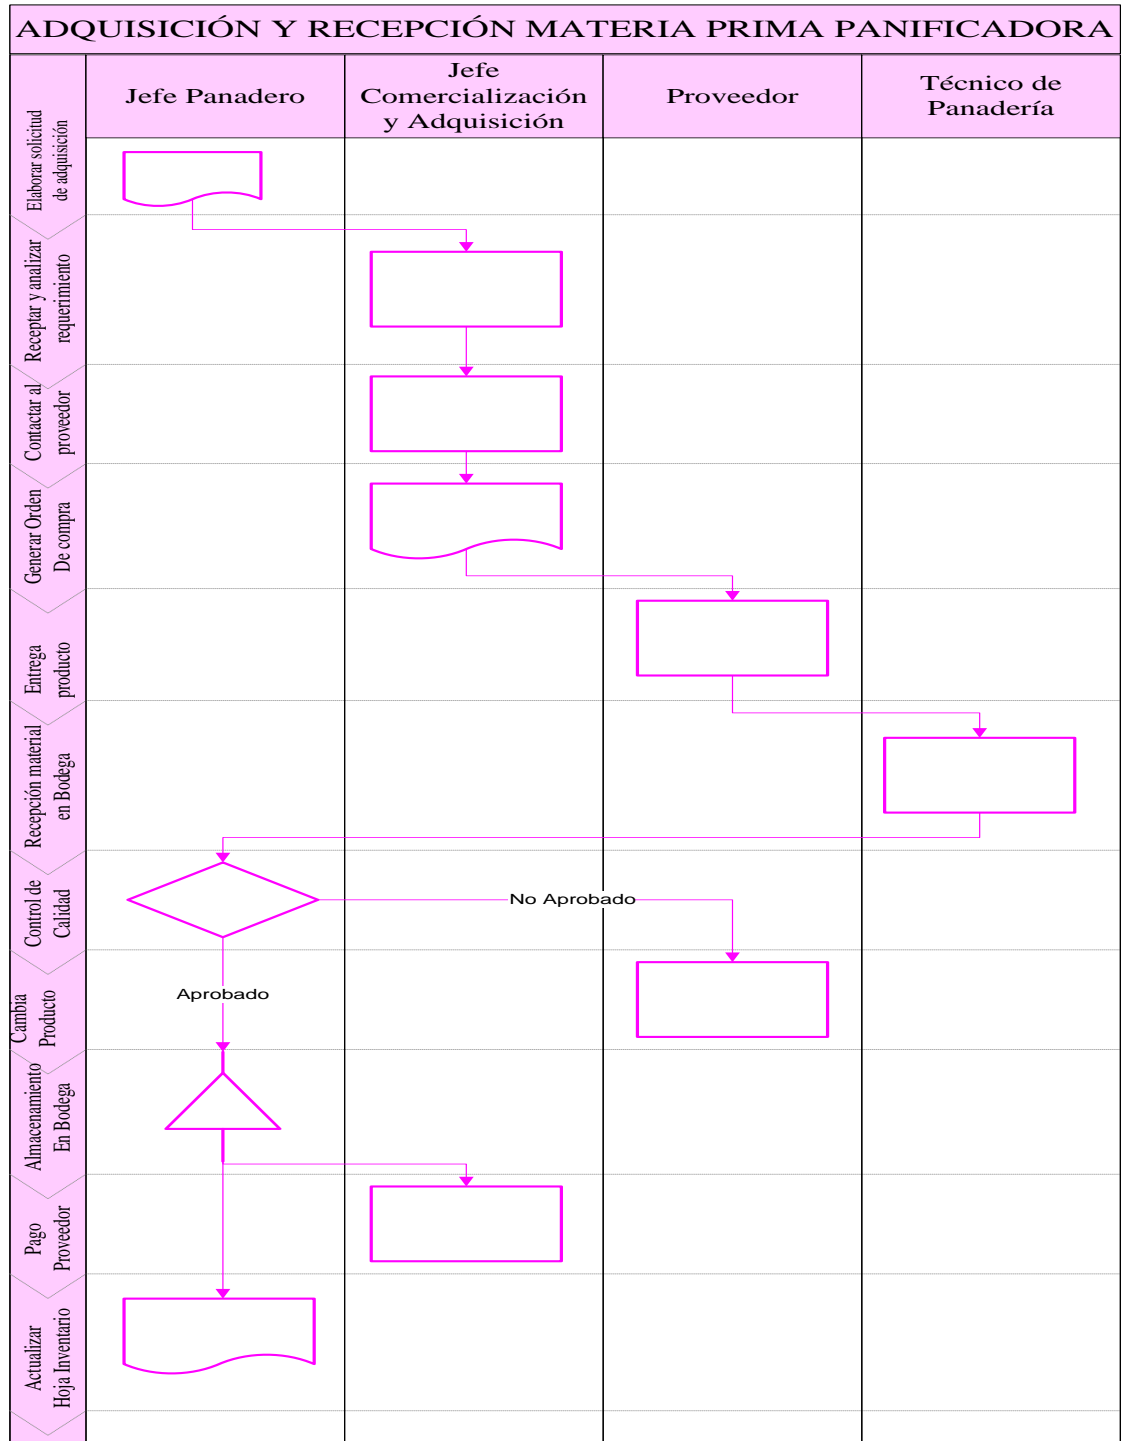 ADQUISICIÓN Y RECEPCIÓN MATERIA PRIMA PANIFICADORA
Jefe Panadero
Jefe
Comercialización
y Adquisición
Proveedor
Técnico de
Panadería
Elaborar solicitud
de adquisición
Receptar y analizar
requerimiento
Contactar al
proveedor
Generar Orden
De compra
Entrega
producto
Recepción material
en Bodega
Control de
Calidad
No Aprobado
Cambia
Producto
Aprobado
Almacenamiento
En Bodega
Pago
Proveedor
Actualizar
Hoja Inventario